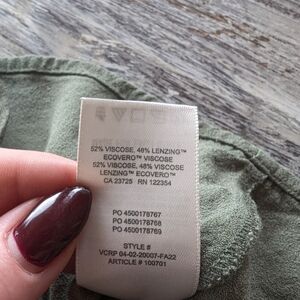 52% VISCOSE, 48% LENZING™
ECOVERO™ VISCOSE
52% VISCOSE, 48% VISCOSE
LENZING™ ECOVERO™
CA 23725 RN 122354
PO 4500178767
PO 4500178768
PO 4500178769
STYLE #
VCRP 04-02-20007-FA22
ARTICLE # 100701